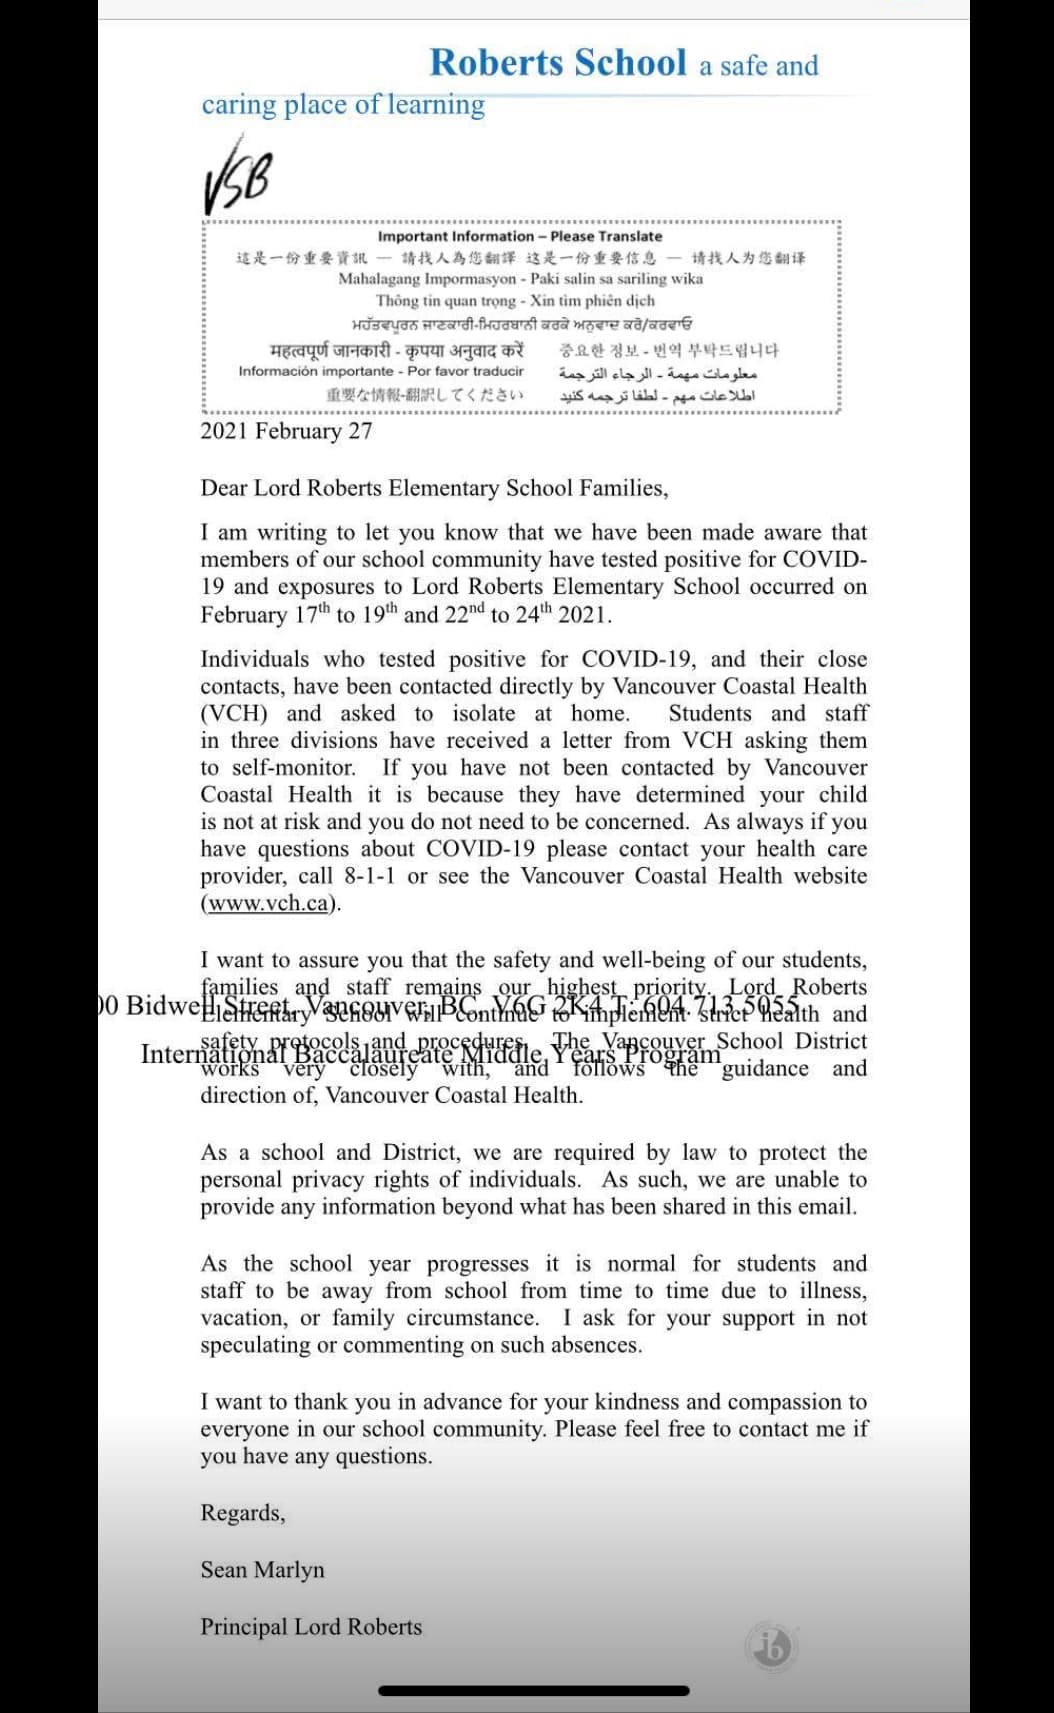 Roberts School a safe and
caring place of learning
VSB
Important Information – Please Translate
這是一份重要資訊 — 請找人為您翻譯 这是一份重要信息 — 请找人为您翻译
Mahalagang Impormasyon - Paki salin sa sariling wika
Thông tin quan trọng - Xin tìm phiên dịch
ਮਹੱਤਵਪੂਰਨ ਜਾਣਕਾਰੀ-ਮਿਹਰਬਾਨੀ ਕਰਕੇ ਅਨੁਵਾਦ ਕਰੋ/ਕਰਵਾਓ
महत्वपूर्ण जानकारी - कृपया अनुवाद करें 중요한 정보 - 번역 부탁드립니다
Información importante - Por favor traducir معلومات مهمة - الرجاء الترجمة
重要な情報-翻訳してください اطلاعات مهم - لطفا ترجمه کنید
2021 February 27
Dear Lord Roberts Elementary School Families,
I am writing to let you know that we have been made aware that
members of our school community have tested positive for COVID-
19 and exposures to Lord Roberts Elementary School occurred on
February 17th to 19th and 22nd to 24th 2021.
Individuals who tested positive for COVID-19, and their close
contacts, have been contacted directly by Vancouver Coastal Health
(VCH) and asked to isolate at home. Students and staff
in three divisions have received a letter from VCH asking them
to self-monitor. If you have not been contacted by Vancouver
Coastal Health it is because they have determined your child
is not at risk and you do not need to be concerned. As always if you
have questions about COVID-19 please contact your health care
provider, call 8-1-1 or see the Vancouver Coastal Health website
(www.vch.ca).
I want to assure you that the safety and well-being of our students,
families and staff remains our highest priority. Lord Roberts
00 Bidwell Street, Vancouver, BC, V6G 2K4 T: 604.713.5055
Elementary School will continue to implement strict health and
safety protocols and procedures. The Vancouver School District
International Baccalaureate Middle Years Program
works very closely with, and follows the guidance and
direction of, Vancouver Coastal Health.
As a school and District, we are required by law to protect the
personal privacy rights of individuals. As such, we are unable to
provide any information beyond what has been shared in this email.
As the school year progresses it is normal for students and
staff to be away from school from time to time due to illness,
vacation, or family circumstance. I ask for your support in not
speculating or commenting on such absences.
I want to thank you in advance for your kindness and compassion to
everyone in our school community. Please feel free to contact me if
you have any questions.
Regards,
Sean Marlyn
Principal Lord Roberts
ib